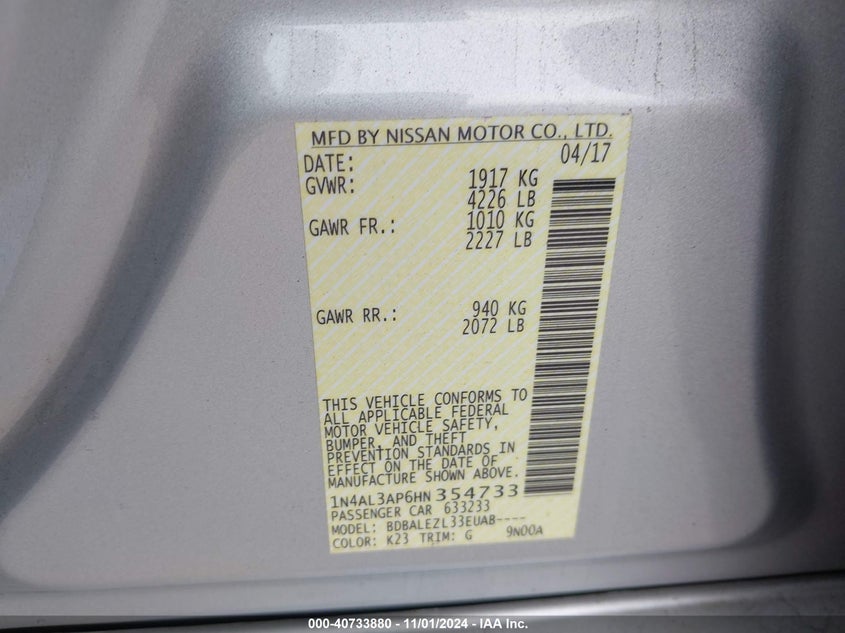 MFD BY NISSAN MOTOR CO., LTD.
DATE: 04/17
GVWR: 1917 KG
4226 LB
GAWR FR.: 1010 KG
2227 LB
GAWR RR.: 940 KG
2072 LB
THIS VEHICLE CONFORMS TO
ALL APPLICABLE FEDERAL
MOTOR VEHICLE SAFETY,
BUMPER, AND THEFT
PREVENTION STANDARDS IN
EFFECT ON THE DATE OF
MANUFACTURE SHOWN ABOVE.
1N4AL3AP6HN354733
PASSENGER CAR 633233
MODEL: BDBALEZL33EUAB----
COLOR: K23 TRIM: G 9N00A
000-40733880 - 11/01/2024 - IAA Inc.